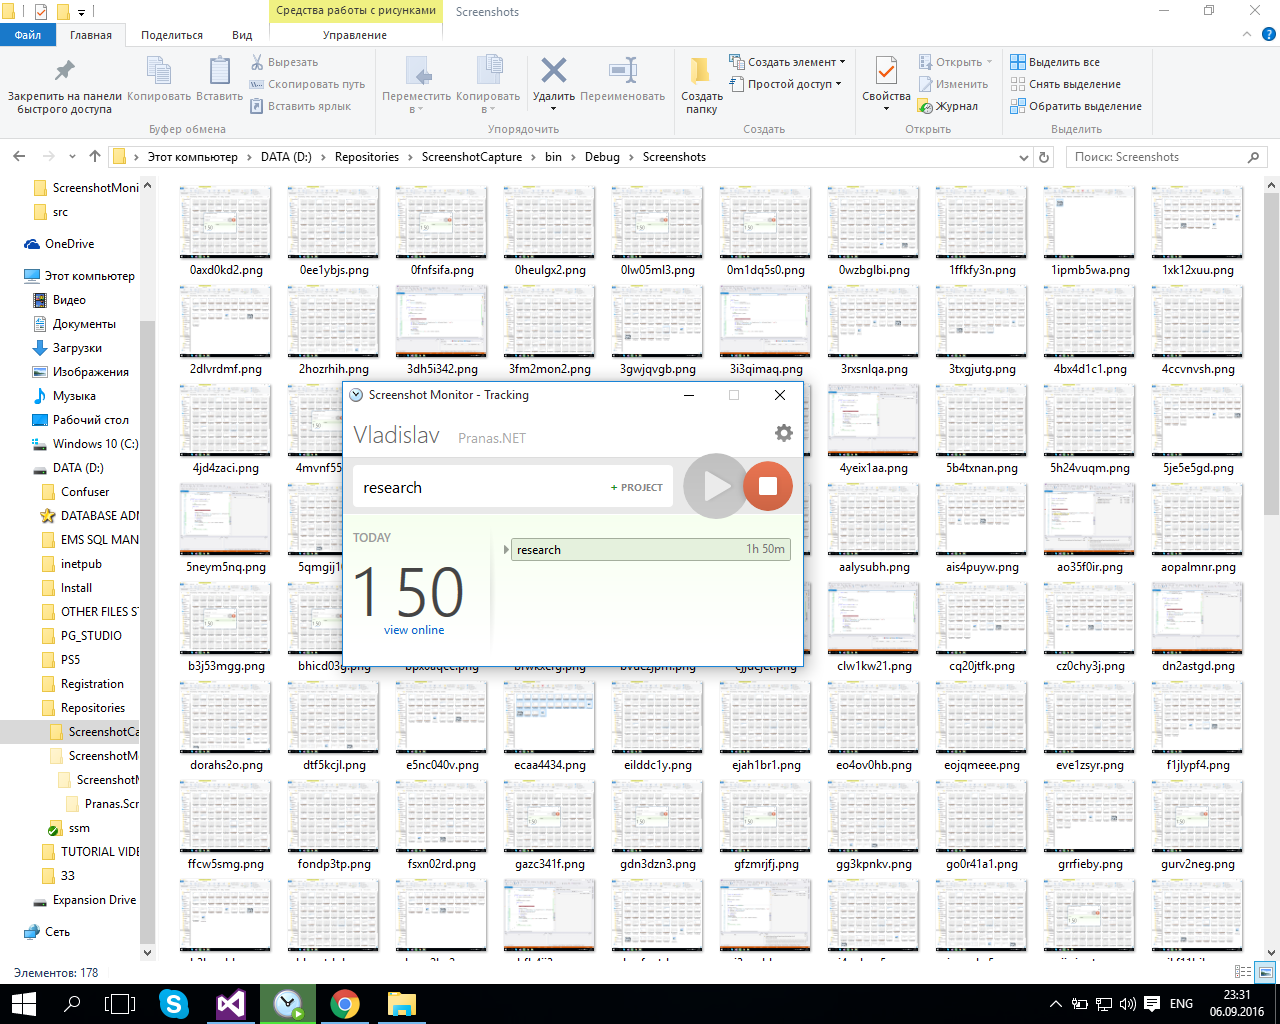 Средства работы с рисунками
Screenshots
Файл
Главная
Поделиться
Вид
Управление
Закрепить на панели быстрого доступа
Копировать
Вставить
Вырезать
Скопировать путь
Вставить ярлык
Буфер обмена
Переместить в
Копировать в
Удалить
Переименовать
Упорядочить
Создать папку
Создать элемент
Простой доступ
Создать
Свойства
Открыть
Изменить
Журнал
Открыть
Выделить все
Снять выделение
Обратить выделение
Выделить
Этот компьютер > DATA (D:) > Repositories > ScreenshotCapture > bin > Debug > Screenshots
Поиск: Screenshots
ScreenshotMoni
src
OneDrive
Этот компьютер
Видео
Документы
Загрузки
Изображения
Музыка
Рабочий стол
Windows 10 (C:)
DATA (D:)
Confuser
DATABASE ADM
EMS SQL MAN
inetpub
Install
OTHER FILES ST
PG_STUDIO
PS5
Registration
Repositories
ScreenshotCa
ScreenshotM
Screenshot
Pranas.Scr
ssm
TUTORIAL VIDE
33
Expansion Drive
Сеть
0axd0kd2.png 0ee1ybjs.png 0fnfsifa.png 0heulgx2.png 0lw05ml3.png 0m1dq5s0.png 0wzbglbi.png 1ffkfy3n.png 1ipmb5wa.png 1xk12xuu.png
2dlvrdmf.png 2hozrhih.png 3dh5i342.png 3fm2mon2.png 3gwjqvgb.png 3i3qimaq.png 3rxsnlqa.png 3txgjutg.png 4bx4d1c1.png 4ccvnvsh.png
4jd4zaci.png 4mvnf55 4yeix1aa.png 5b4txnan.png 5h24vuqm.png 5je5e5gd.png
5neym5nq.png 5qmgij1 aalysubh.png ais4puyw.png ao35f0ir.png aopalmnr.png
b3j53mgg.png bhicd03g clw1kw21.png cq20jtfk.png cz0chy3j.png dn2astgd.png
dorahs2o.png dtf5kcjl.png e5nc040v.png ecaa4434.png eilddc1y.png ejah1br1.png eo4ov0hb.png eojqmeee.png eve1zsyr.png f1jlypf4.png
ffcw5smg.png fondp3tp.png fsxn02rd.png gazc341f.png gdn3dzn3.png gfzmrjfj.png gg3kpnkv.png go0r41a1.png grrfieby.png gurv2neg.png
Screenshot Monitor - Tracking
Vladislav Pranas.NET
research + PROJECT
TODAY
1 50
view online
research 1h 50m
Элементов: 178
ENG
23:31
06.09.2016